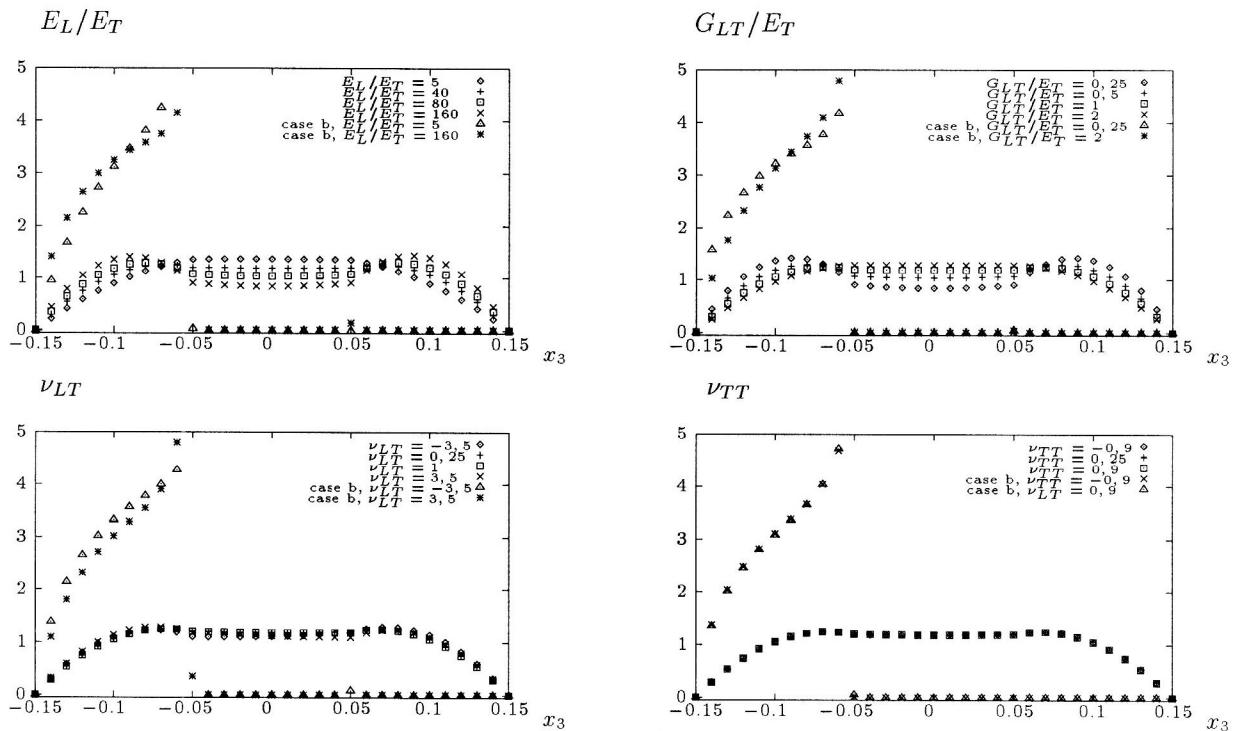 E_L/E_T
E_L/E_T = 5
E_L/E_T = 40
E_L/E_T = 80
E_L/E_T = 160
case b, E_L/E_T = 5
case b, E_L/E_T = 160
5
4
3
2
1
0
−0.15 −0.1 −0.05 0 0.05 0.1 0.15
x_3
G_LT/E_T
G_LT/E_T = 0, 25
G_LT/E_T = 0, 5
G_LT/E_T = 1
G_LT/E_T = 2
case b, G_LT/E_T = 0, 25
case b, G_LT/E_T = 2
5
4
3
2
1
0
−0.15 −0.1 −0.05 0 0.05 0.1 0.15
x_3
ν_LT
ν_LT = −3, 5
ν_LT = 0, 25
ν_LT = 1
ν_LT = 3, 5
case b, ν_LT = −3, 5
case b, ν_LT = 3, 5
5
4
3
2
1
0
−0.15 −0.1 −0.05 0 0.05 0.1 0.15
x_3
ν_TT
ν_TT = −0, 9
ν_TT = 0, 25
ν_TT = 0, 9
case b, ν_TT = −0, 9
case b, ν_LT = 0, 9
5
4
3
2
1
0
−0.15 −0.1 −0.05 0 0.05 0.1 0.15
x_3